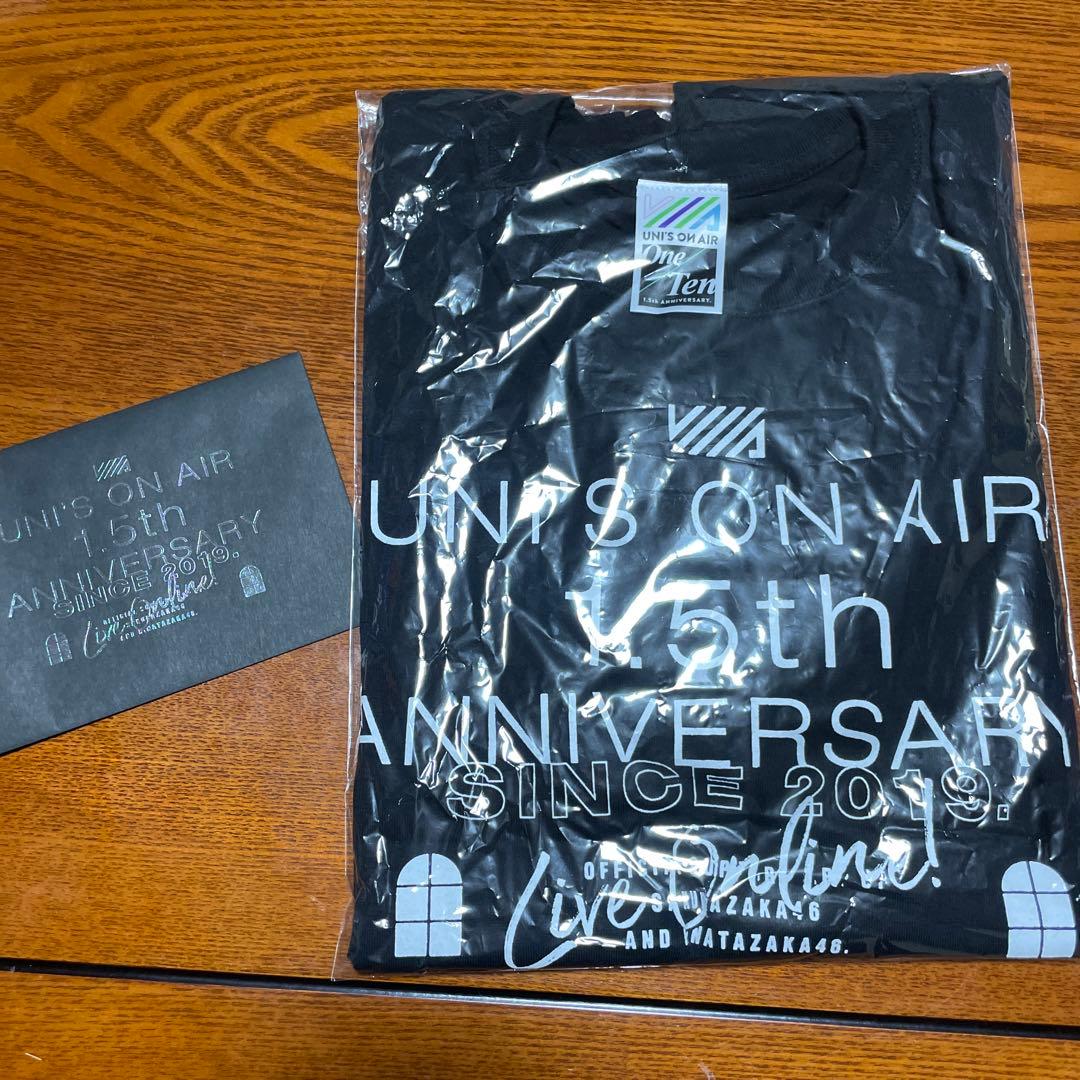 UNI'S ON AIR
One
Ten
1.5th ANNIVERSARY.
UNI'S ON AIR
1.5th
ANNIVERSARY
SINCE 2019.
Live Online!
AND HINATAZAKA46.
UNI'S ON AIR
1.5th
ANNIVERSARY
SINCE 2019.
Live Online!